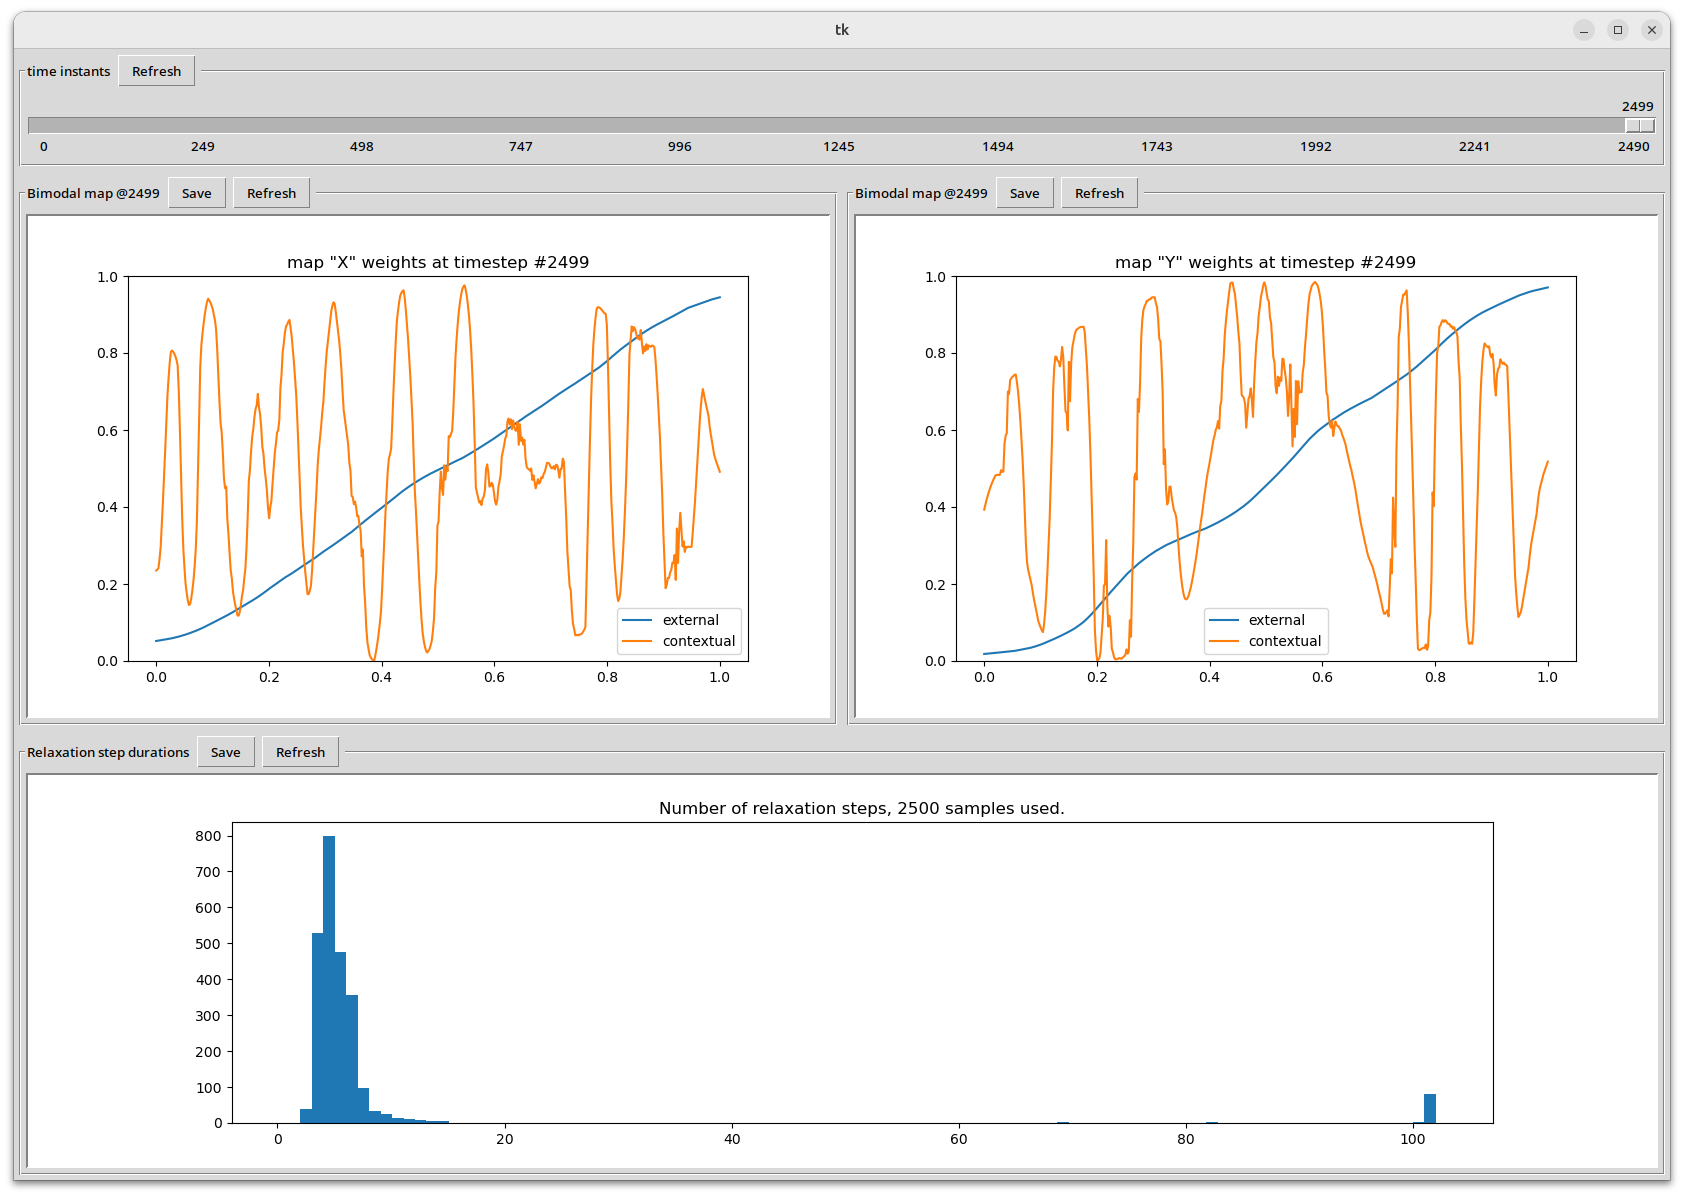 tk
time instants Refresh
2499
0 249 498 747 996 1245 1494 1743 1992 2241 2490
Bimodal map @2499 Save Refresh
map "X" weights at timestep #2499
1.0
0.8
0.6
0.4
0.2
0.0
0.0 0.2 0.4 0.6 0.8 1.0
external
contextual
Bimodal map @2499 Save Refresh
map "Y" weights at timestep #2499
1.0
0.8
0.6
0.4
0.2
0.0
0.0 0.2 0.4 0.6 0.8 1.0
external
contextual
Relaxation step durations Save Refresh
Number of relaxation steps, 2500 samples used.
800
700
600
500
400
300
200
100
0
0 20 40 60 80 100